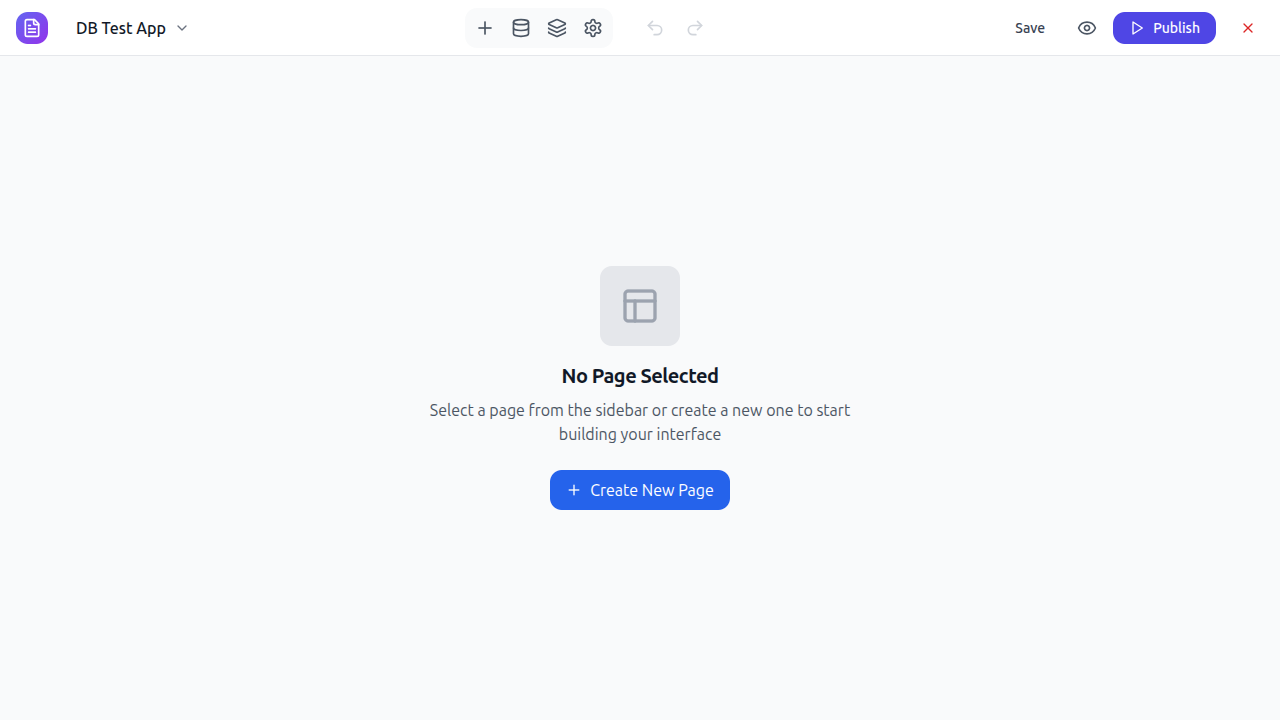 DB Test App
Save
Publish
No Page Selected
Select a page from the sidebar or create a new one to start
building your interface
Create New Page